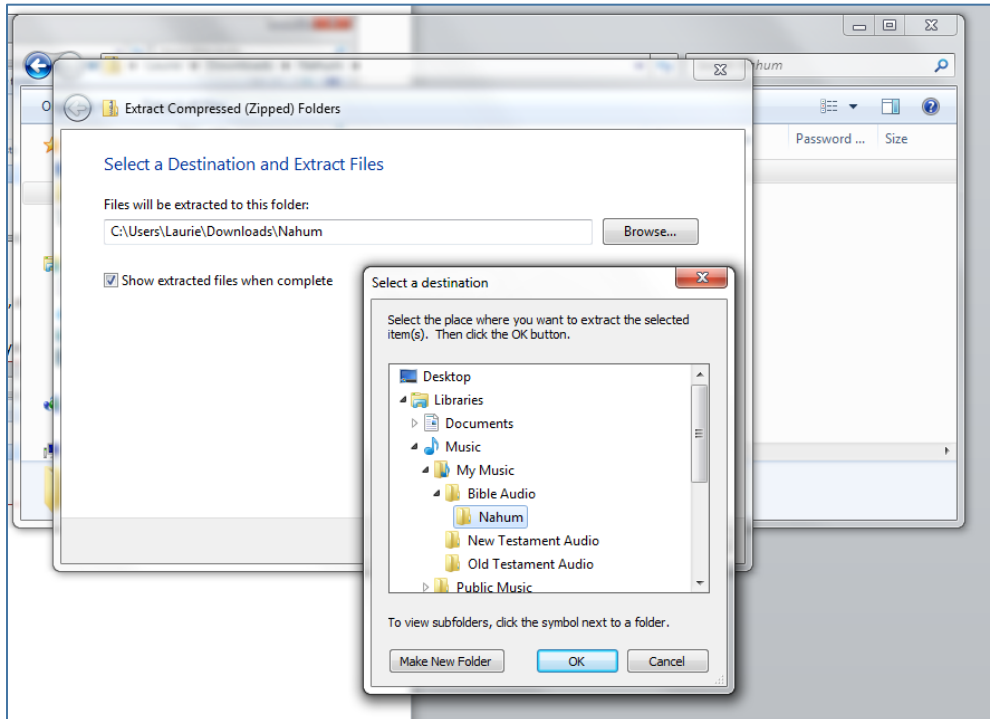 hum
Extract Compressed (Zipped) Folders
Password ... Size
Select a Destination and Extract Files
Files will be extracted to this folder:
C:\Users\Laurie\Downloads\Nahum
Browse...
Show extracted files when complete
Select a destination
Select the place where you want to extract the selected
item(s). Then click the OK button.
Desktop
Libraries
Documents
Music
My Music
Bible Audio
Nahum
New Testament Audio
Old Testament Audio
Public Music
To view subfolders, click the symbol next to a folder.
Make New Folder OK Cancel